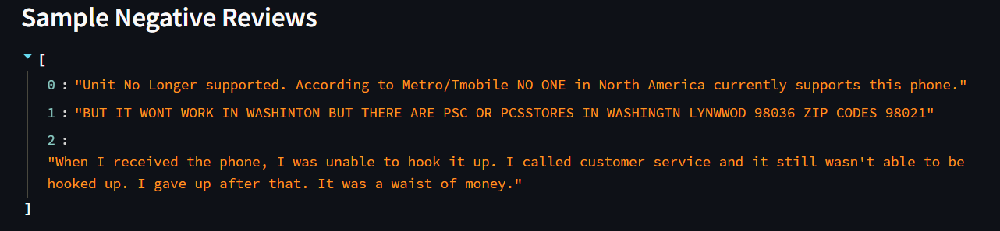 Sample Negative Reviews
[
0 : "Unit No Longer supported. According to Metro/Tmobile NO ONE in North America currently supports this phone."
1 : "BUT IT WONT WORK IN WASHINTON BUT THERE ARE PSC OR PCSSTORES IN WASHINGTN LYNWWOD 98036 ZIP CODES 98021"
2 :
"When I received the phone, I was unable to hook it up. I called customer service and it still wasn't able to be
hooked up. I gave up after that. It was a waist of money."
]